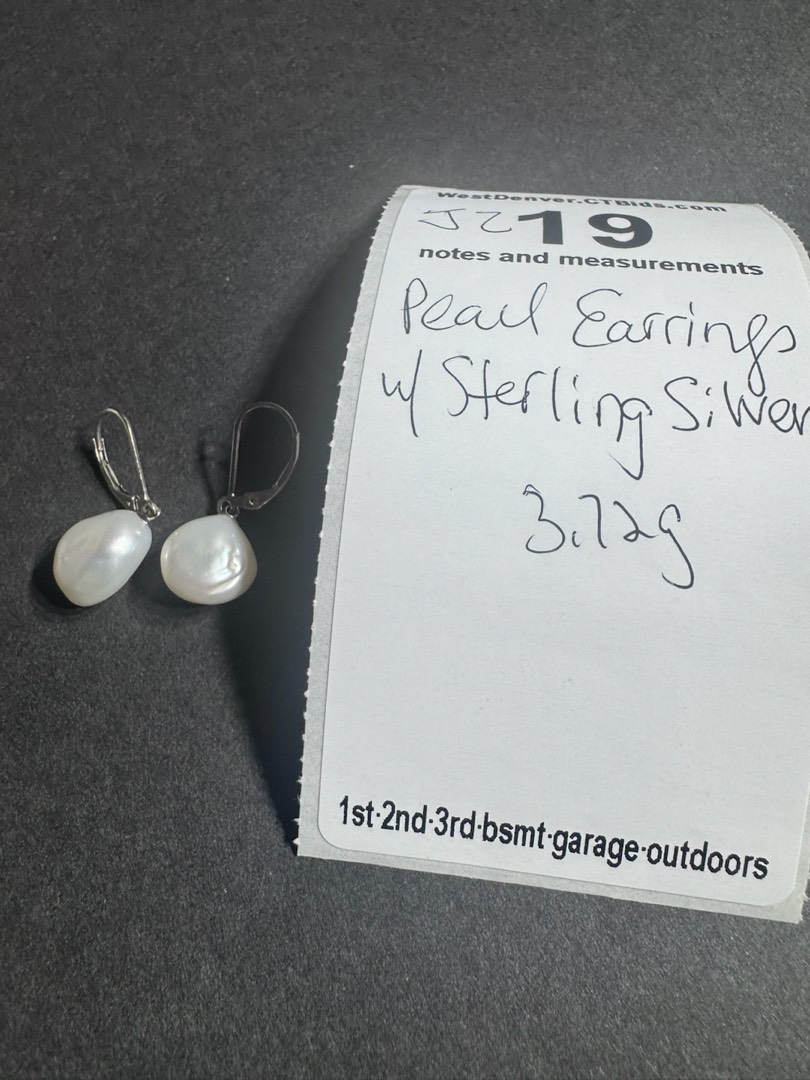 WestDenver.CTBids.com
JZ19
notes and measurements
Pearl Earrings
w/ Sterling Silver
3.72g
1st·2nd·3rd·bsmt·garage·outdoors